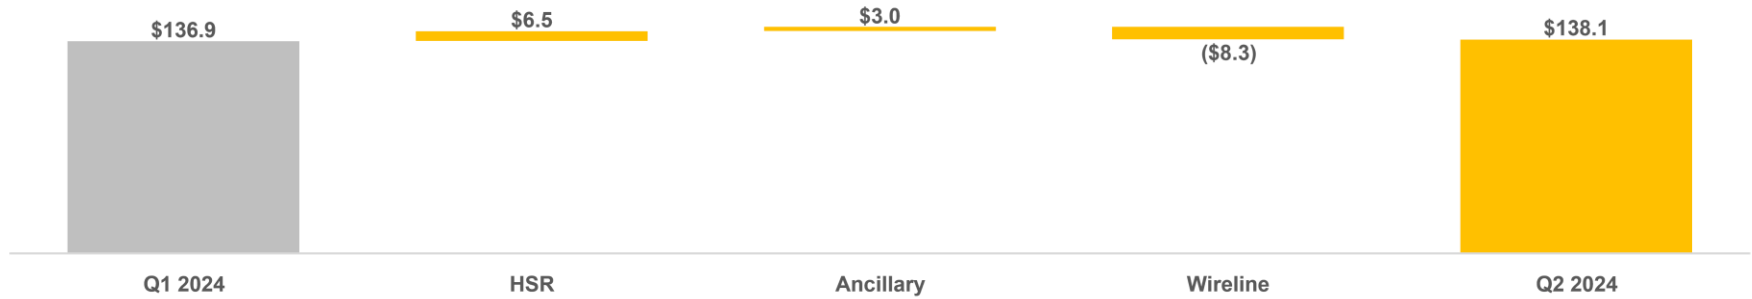 $136.9
$6.5
$3.0
($8.3)
$138.1
Q1 2024
HSR
Ancillary
Wireline
Q2 2024